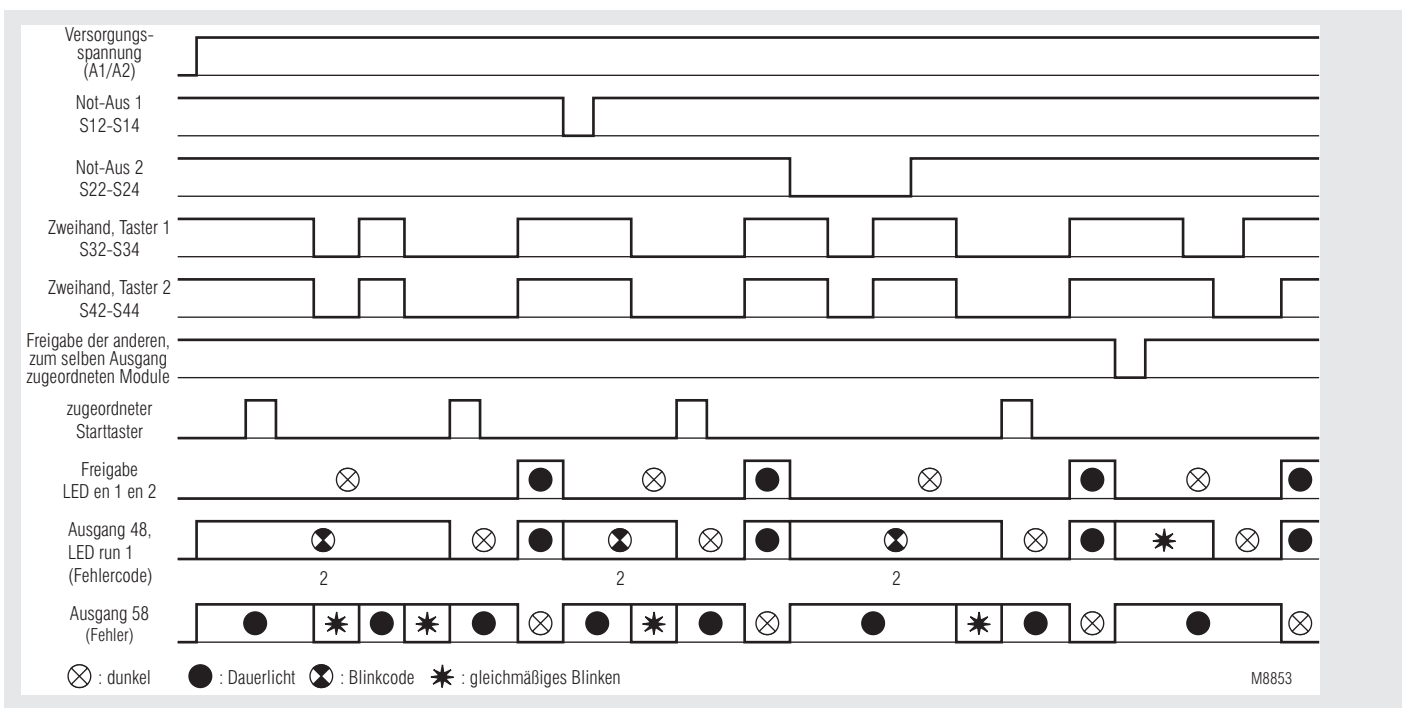 Versorgungs-
spannung
(A1/A2)
Not-Aus 1
S12-S14
Not-Aus 2
S22-S24
Zweihand, Taster 1
S32-S34
Zweihand, Taster 2
S42-S44
Freigabe der anderen,
zum selben Ausgang
zugeordneten Module
zugeordneter
Starttaster
Freigabe
LED en 1 en 2
Ausgang 48,
LED run 1
(Fehlercode)
2 2 2
Ausgang 58
(Fehler)
: dunkel : Dauerlicht : Blinkcode : gleichmäßiges Blinken
M8853